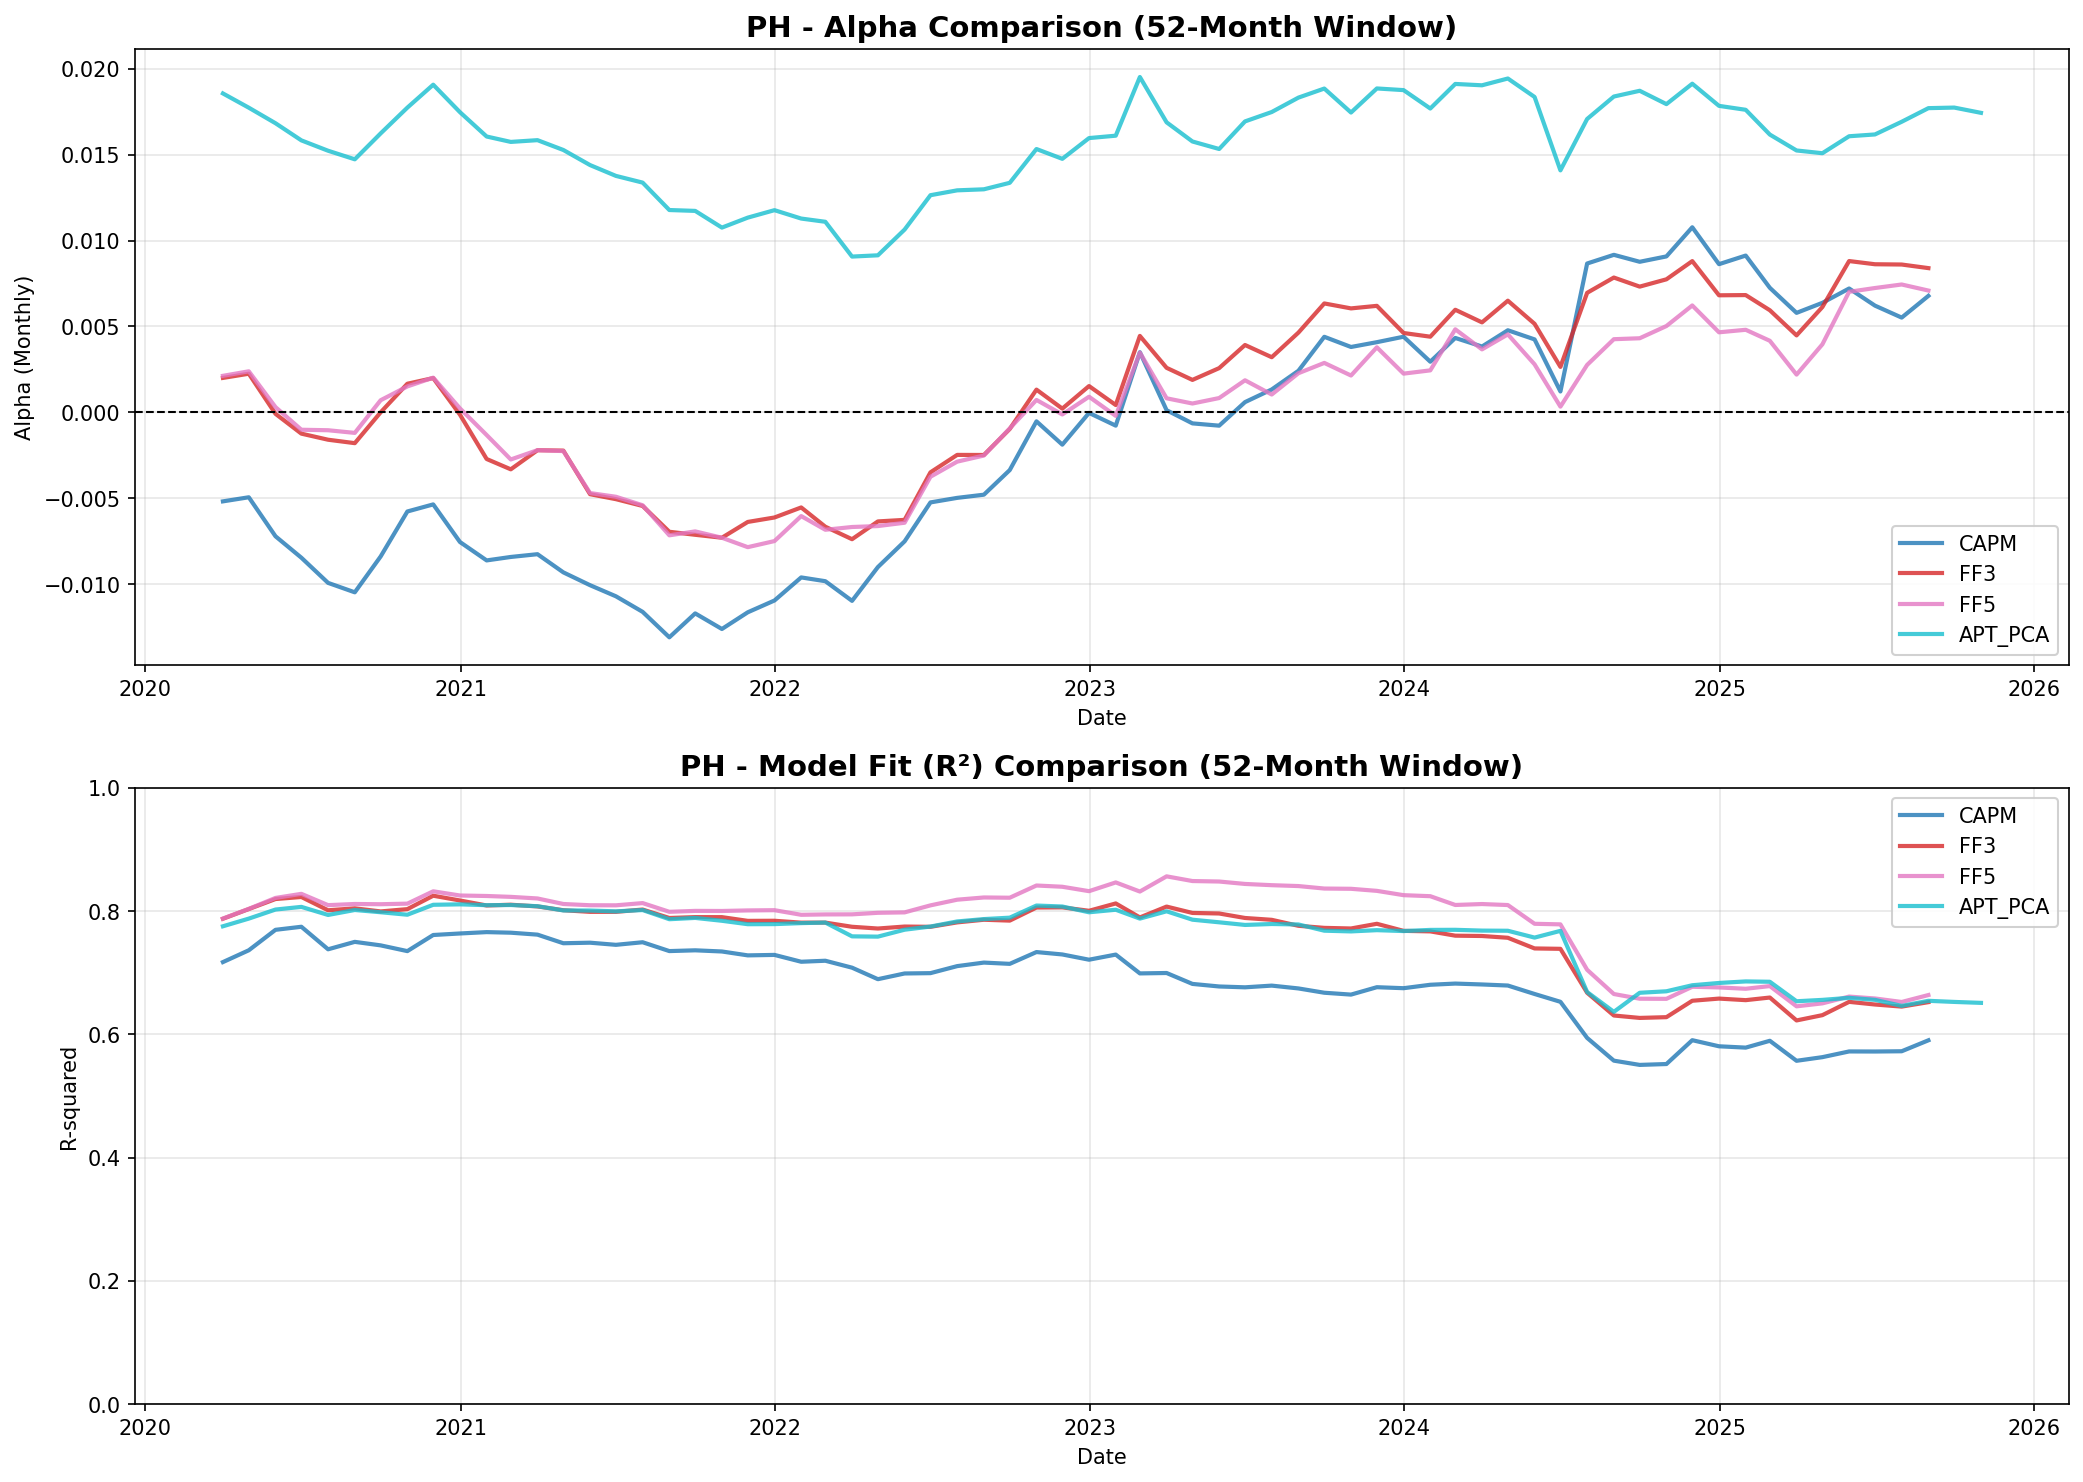 PH - Alpha Comparison (52-Month Window)
0.020
0.015
0.010
0.005
0.000
−0.005
−0.010
Alpha (Monthly)
CAPM
FF3
FF5
APT_PCA
2020 2021 2022 2023 2024 2025 2026
Date
PH - Model Fit (R²) Comparison (52-Month Window)
1.0
0.8
0.6
0.4
0.2
0.0
R-squared
CAPM
FF3
FF5
APT_PCA
2020 2021 2022 2023 2024 2025 2026
Date